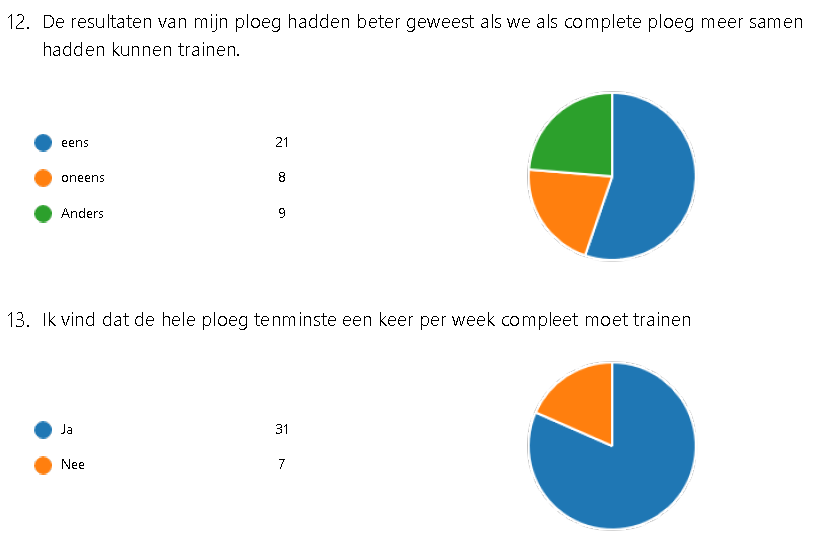 12. De resultaten van mijn ploeg hadden beter geweest als we als complete ploeg meer samen
hadden kunnen trainen.
eens 21
oneens 8
Anders 9
13. Ik vind dat de hele ploeg tenminste een keer per week compleet moet trainen
Ja 31
Nee 7